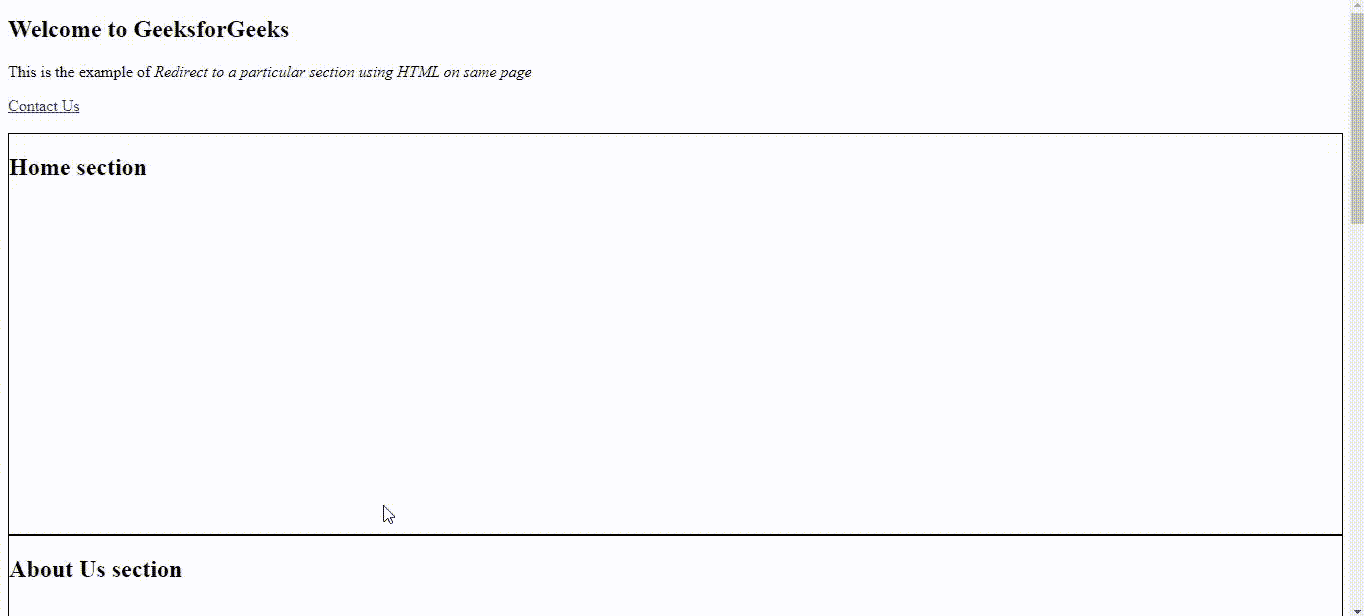 Welcome to GeeksforGeeks
This is the example of Redirect to a particular section using HTML on same page
Contact Us
Home section
About Us section